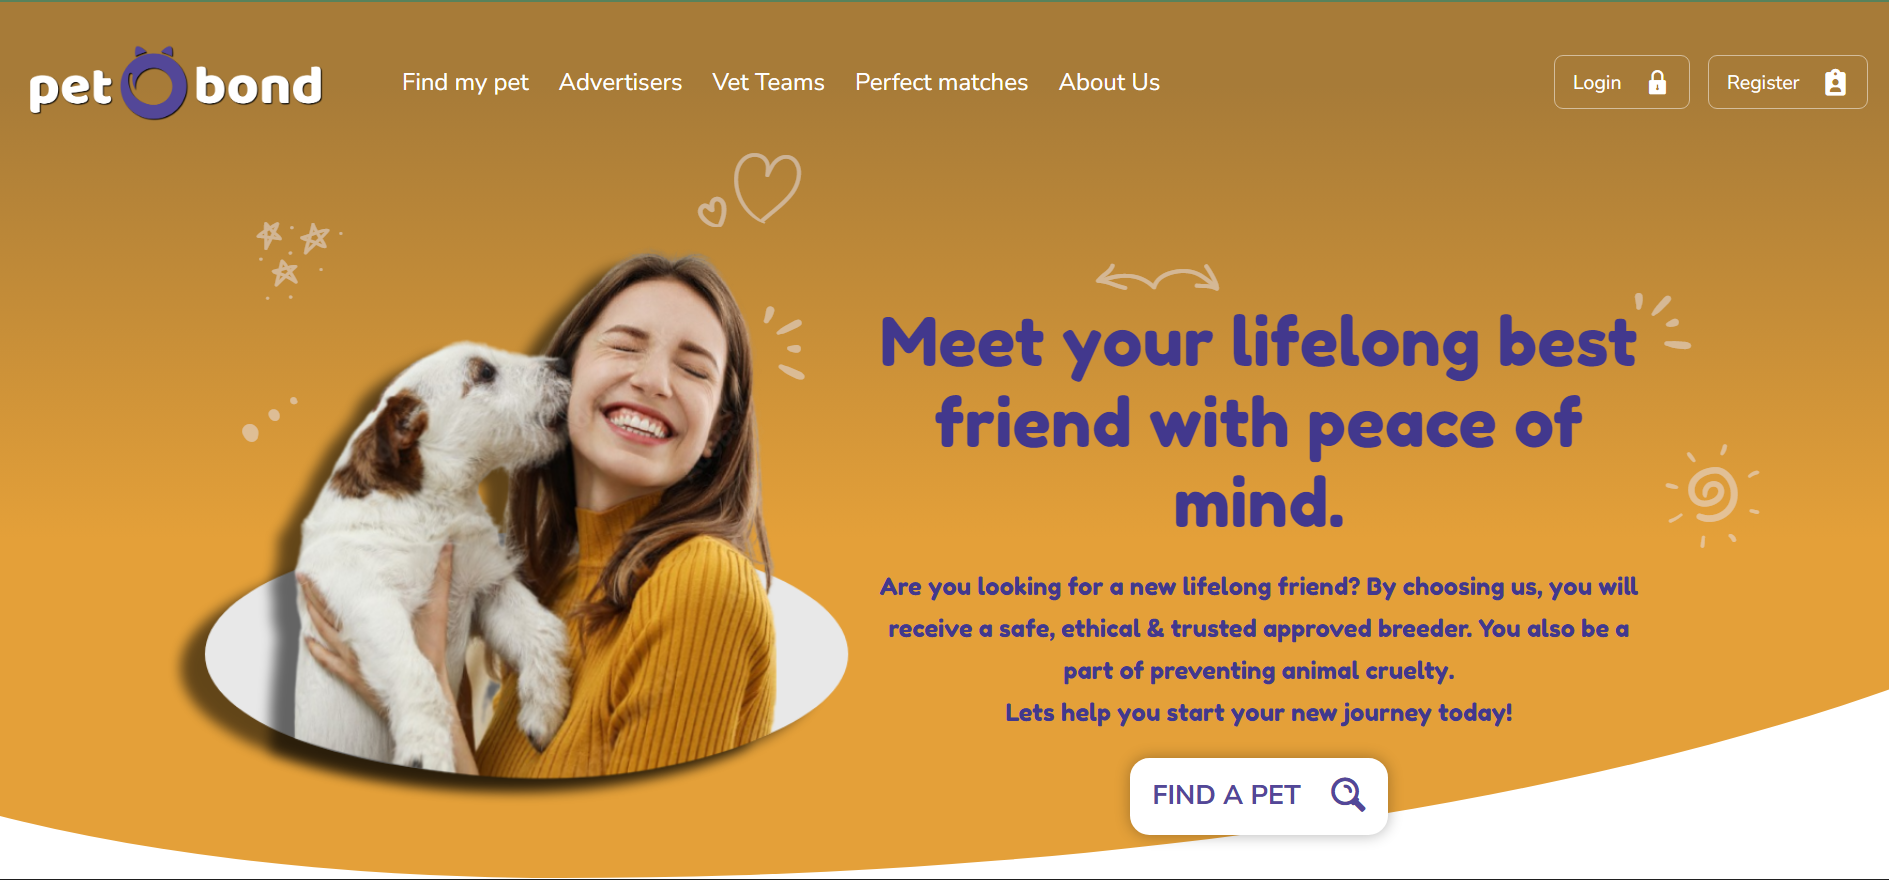 pet bond
Find my pet
Advertisers
Vet Teams
Perfect matches
About Us
Login
Register
Meet your lifelong best
friend with peace of
mind.
Are you looking for a new lifelong friend? By choosing us, you will
receive a safe, ethical & trusted approved breeder. You also be a
part of preventing animal cruelty.
Lets help you start your new journey today!
FIND A PET